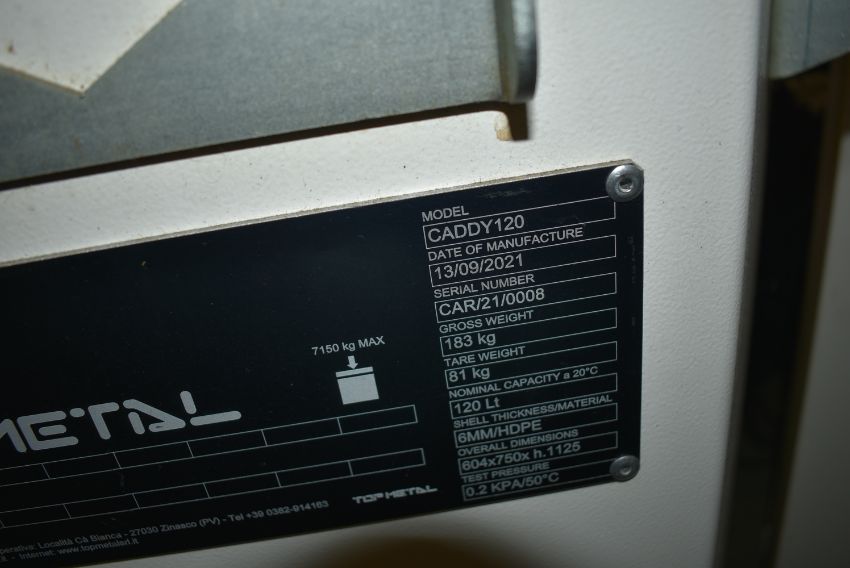 MODEL
CADDY120
DATE OF MANUFACTURE
13/09/2021
SERIAL NUMBER
CAR/21/0008
GROSS WEIGHT
183 kg
TARE WEIGHT
81 kg
NOMINAL CAPACITY a 20°C
120 Lt
SHELL THICKNESS/MATERIAL
6MM/HDPE
OVERALL DIMENSIONS
604x750x h.1125
TEST PRESSURE
0.2 KPA/50°C
7150 kg MAX
METAL
TOP METAL
perativa: Località Cà Bianca - 27030 Zinasco (PV) - Tel +39 0382-914163
- Internet: www.topmetalsrl.it